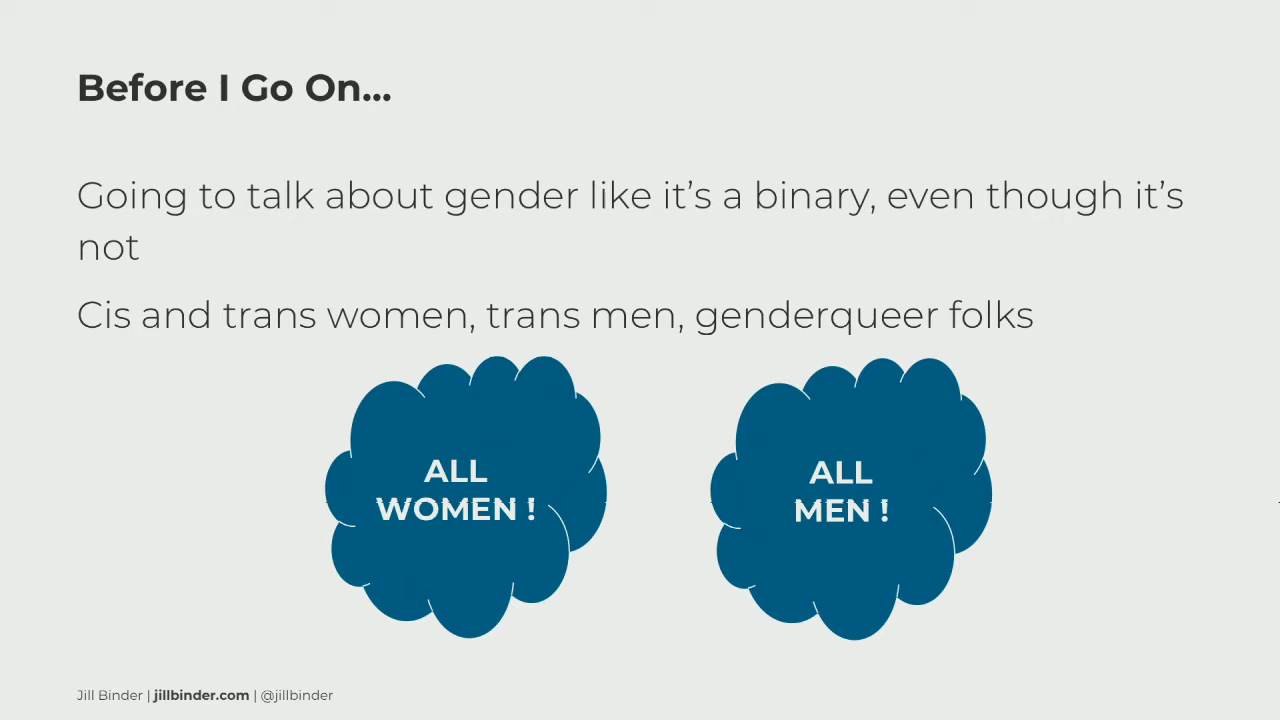 Before I Go On...
Going to talk about gender like it’s a binary, even though it’s
not
Cis and trans women, trans men, genderqueer folks
ALL
WOMEN !
ALL
MEN !
Jill Binder | jillbinder.com | @jillbinder